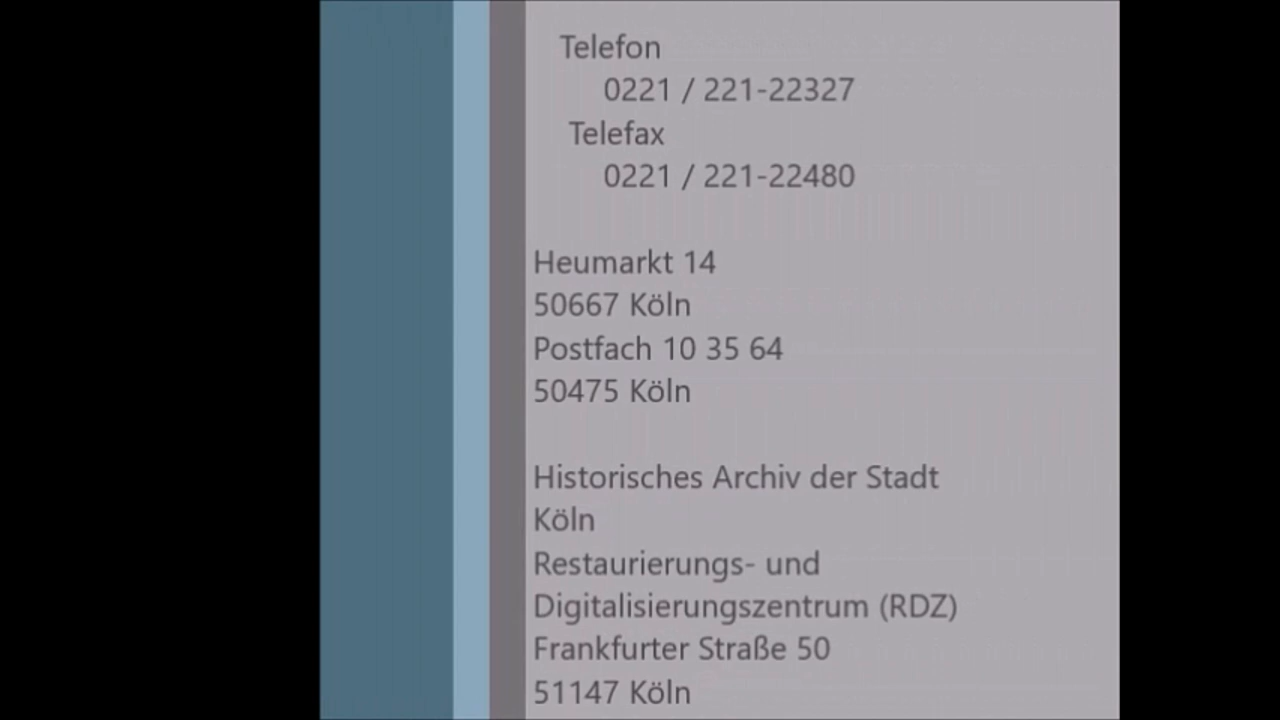 Telefon
0221 / 221-22327
Telefax
0221 / 221-22480
Heumarkt 14
50667 Köln
Postfach 10 35 64
50475 Köln
Historisches Archiv der Stadt
Köln
Restaurierungs- und
Digitalisierungszentrum (RDZ)
Frankfurter Straße 50
51147 Köln